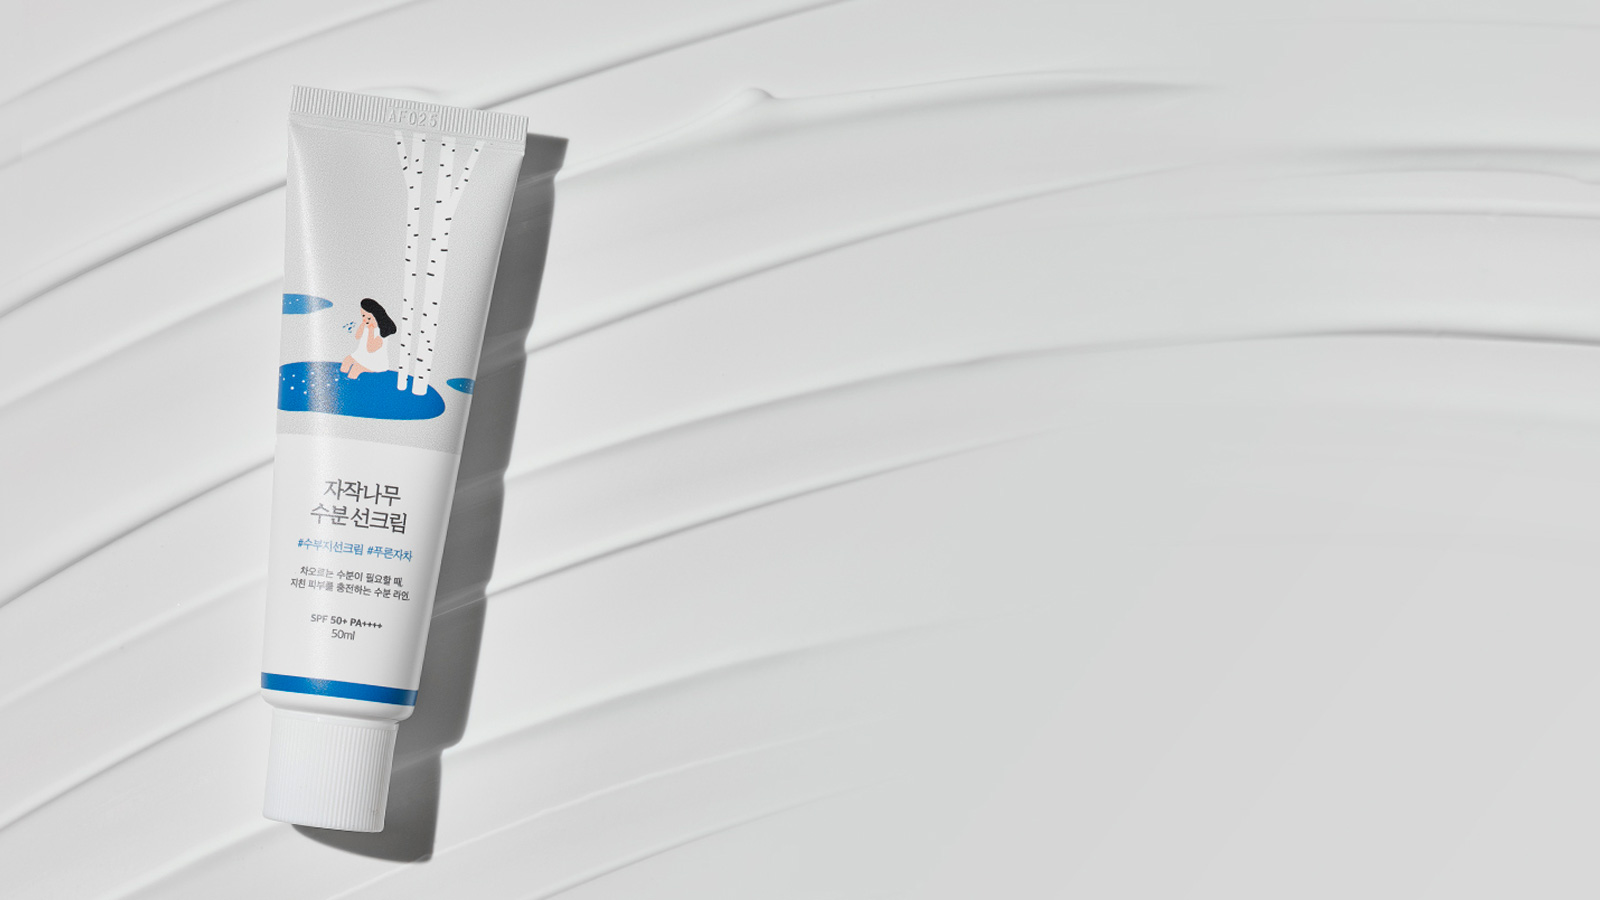 AF025
자작나무
수분 선크림
#수부지선크림 #푸른자차
차오르는 수분이 필요할 때,
지친 피부를 충전하는 수분 라인.
SPF 50+ PA++++
50ml